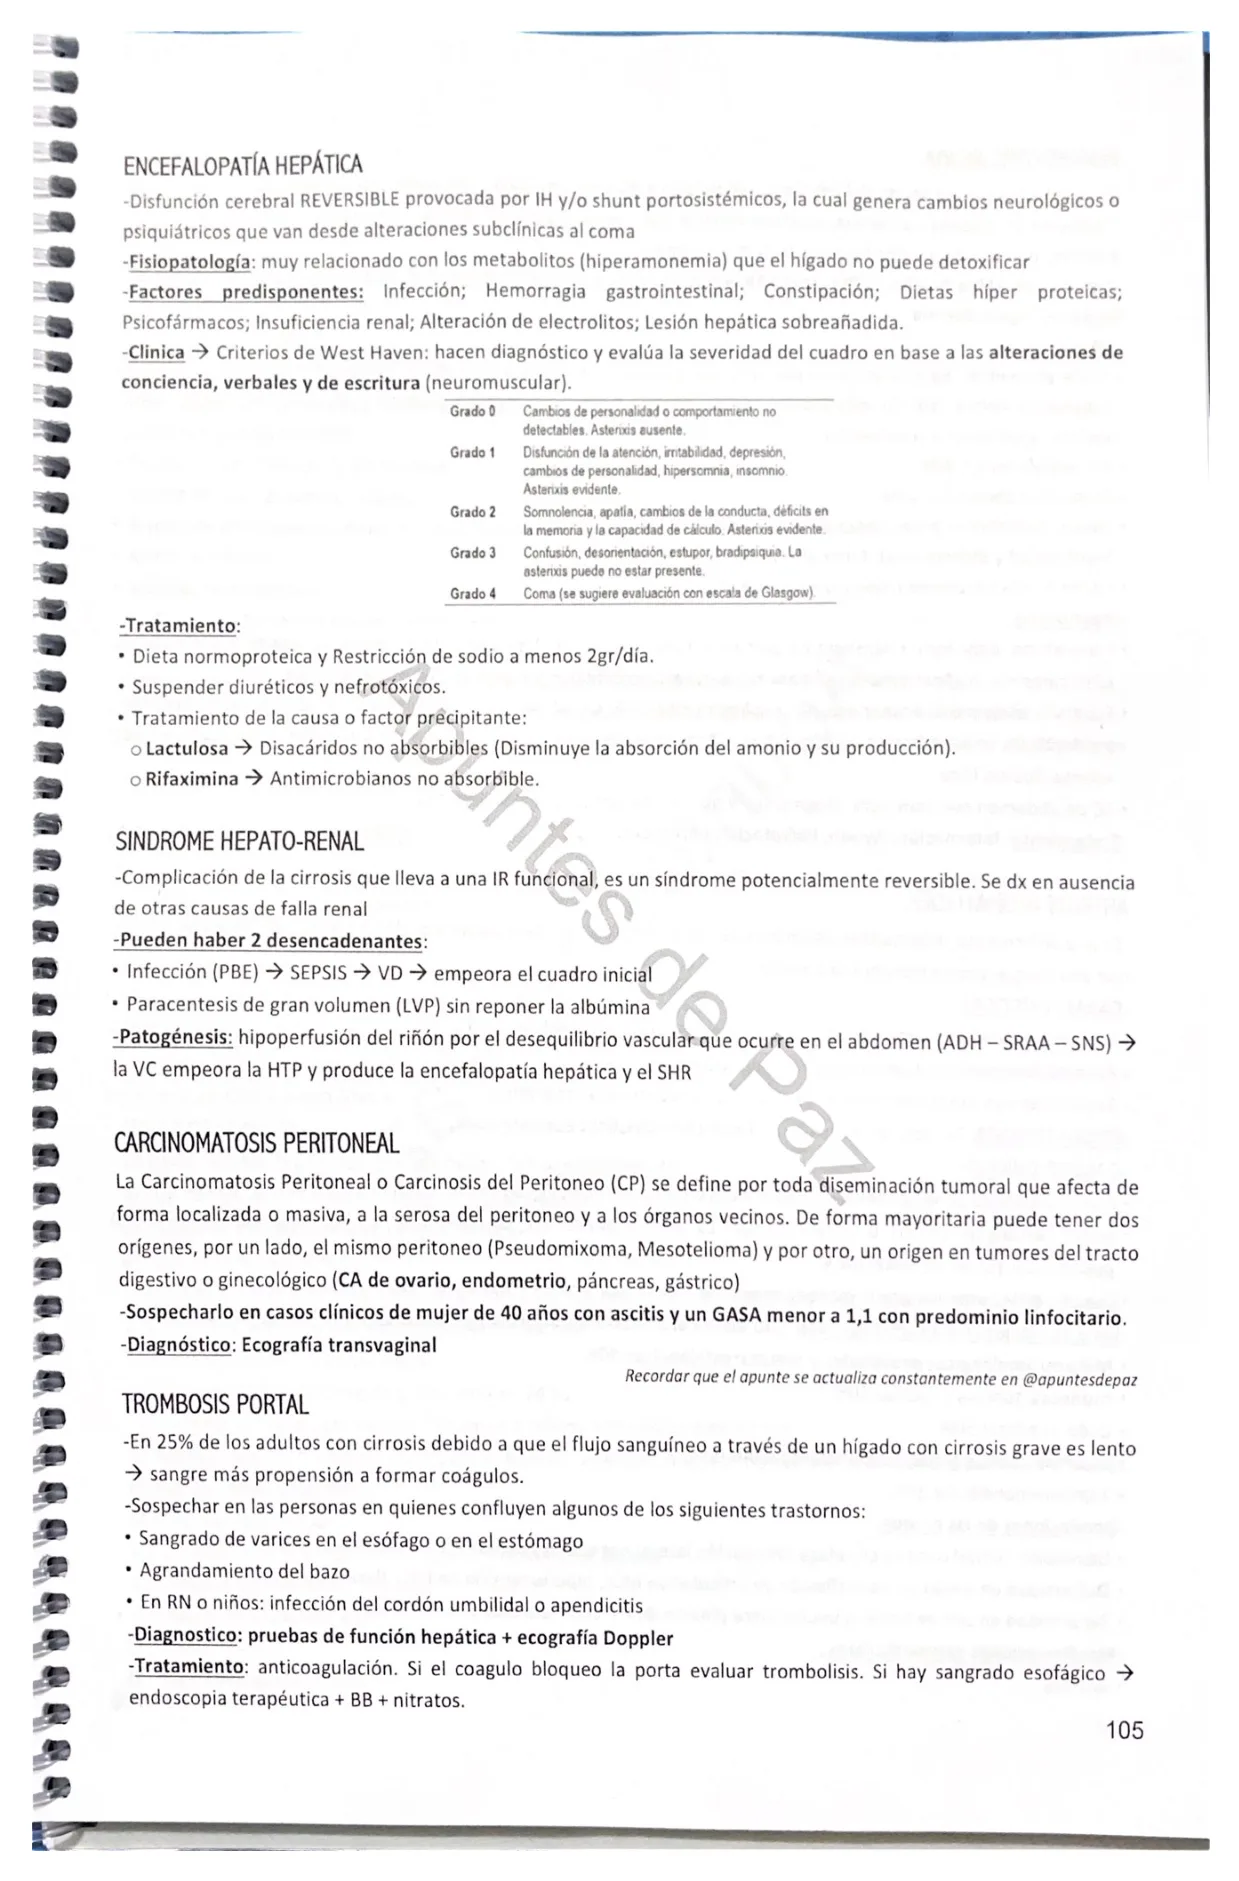 ENCEFALOPATÍA HEPÁTICA
-Disfunción cerebral REVERSIBLE provocada por IH y/o shunt portosistémicos, la cual genera cambios neurológicos o
psiquiátricos que van desde alteraciones subclínicas al coma
-Fisiopatología: muy relacionado con los metabolitos (hiperamonemia) que el hígado no puede detoxificar
-Factores predisponentes: Infección; Hemorragia gastrointestinal; Constipación; Dietas híper proteicas;
Psicofármacos; Insuficiencia renal; Alteración de electrolitos; Lesión hepática sobreañadida.
-Clinica → Criterios de West Haven: hacen diagnóstico y evalúa la severidad del cuadro en base a las alteraciones de
conciencia, verbales y de escritura (neuromuscular).
Grado 0 Cambios de personalidad o comportamiento no
detectables. Asterixis ausente.
Grado 1 Disfunción de la atención, irritabilidad, depresión,
cambios de personalidad, hipersomnia, insomnio.
Asterixis evidente.
Grado 2 Somnolencia, apatía, cambios de la conducta, déficits en
la memoria y la capacidad de cálculo. Asterixis evidente.
Grado 3 Confusión, desorientación, estupor, bradipsiquia. La
asterixis puede no estar presente.
Grado 4 Coma (se sugiere evaluación con escala de Glasgow).
-Tratamiento:
• Dieta normoproteica y Restricción de sodio a menos 2gr/día.
• Suspender diuréticos y nefrotóxicos.
• Tratamiento de la causa o factor precipitante:
o Lactulosa → Disacáridos no absorbibles (Disminuye la absorción del amonio y su producción).
o Rifaximina → Antimicrobianos no absorbible.
SINDROME HEPATO-RENAL
-Complicación de la cirrosis que lleva a una IR funcional, es un síndrome potencialmente reversible. Se dx en ausencia
de otras causas de falla renal
-Pueden haber 2 desencadenantes:
• Infección (PBE) → SEPSIS → VD → empeora el cuadro inicial
• Paracentesis de gran volumen (LVP) sin reponer la albúmina
-Patogénesis: hipoperfusión del riñón por el desequilibrio vascular que ocurre en el abdomen (ADH – SRAA – SNS) →
la VC empeora la HTP y produce la encefalopatía hepática y el SHR
CARCINOMATOSIS PERITONEAL
La Carcinomatosis Peritoneal o Carcinosis del Peritoneo (CP) se define por toda diseminación tumoral que afecta de
forma localizada o masiva, a la serosa del peritoneo y a los órganos vecinos. De forma mayoritaria puede tener dos
orígenes, por un lado, el mismo peritoneo (Pseudomixoma, Mesotelioma) y por otro, un origen en tumores del tracto
digestivo o ginecológico (CA de ovario, endometrio, páncreas, gástrico)
-Sospecharlo en casos clínicos de mujer de 40 años con ascitis y un GASA menor a 1,1 con predominio linfocitario.
-Diagnóstico: Ecografía transvaginal
Recordar que el apunte se actualiza constantemente en @apuntesdepaz
TROMBOSIS PORTAL
-En 25% de los adultos con cirrosis debido a que el flujo sanguíneo a través de un hígado con cirrosis grave es lento
→ sangre más propensión a formar coágulos.
-Sospechar en las personas en quienes confluyen algunos de los siguientes trastornos:
• Sangrado de varices en el esófago o en el estómago
• Agrandamiento del bazo
• En RN o niños: infección del cordón umbilidal o apendicitis
-Diagnostico: pruebas de función hepática + ecografía Doppler
-Tratamiento: anticoagulación. Si el coagulo bloqueo la porta evaluar trombolisis. Si hay sangrado esofágico →
endoscopia terapéutica + BB + nitratos.
105
Apuntes de Paz